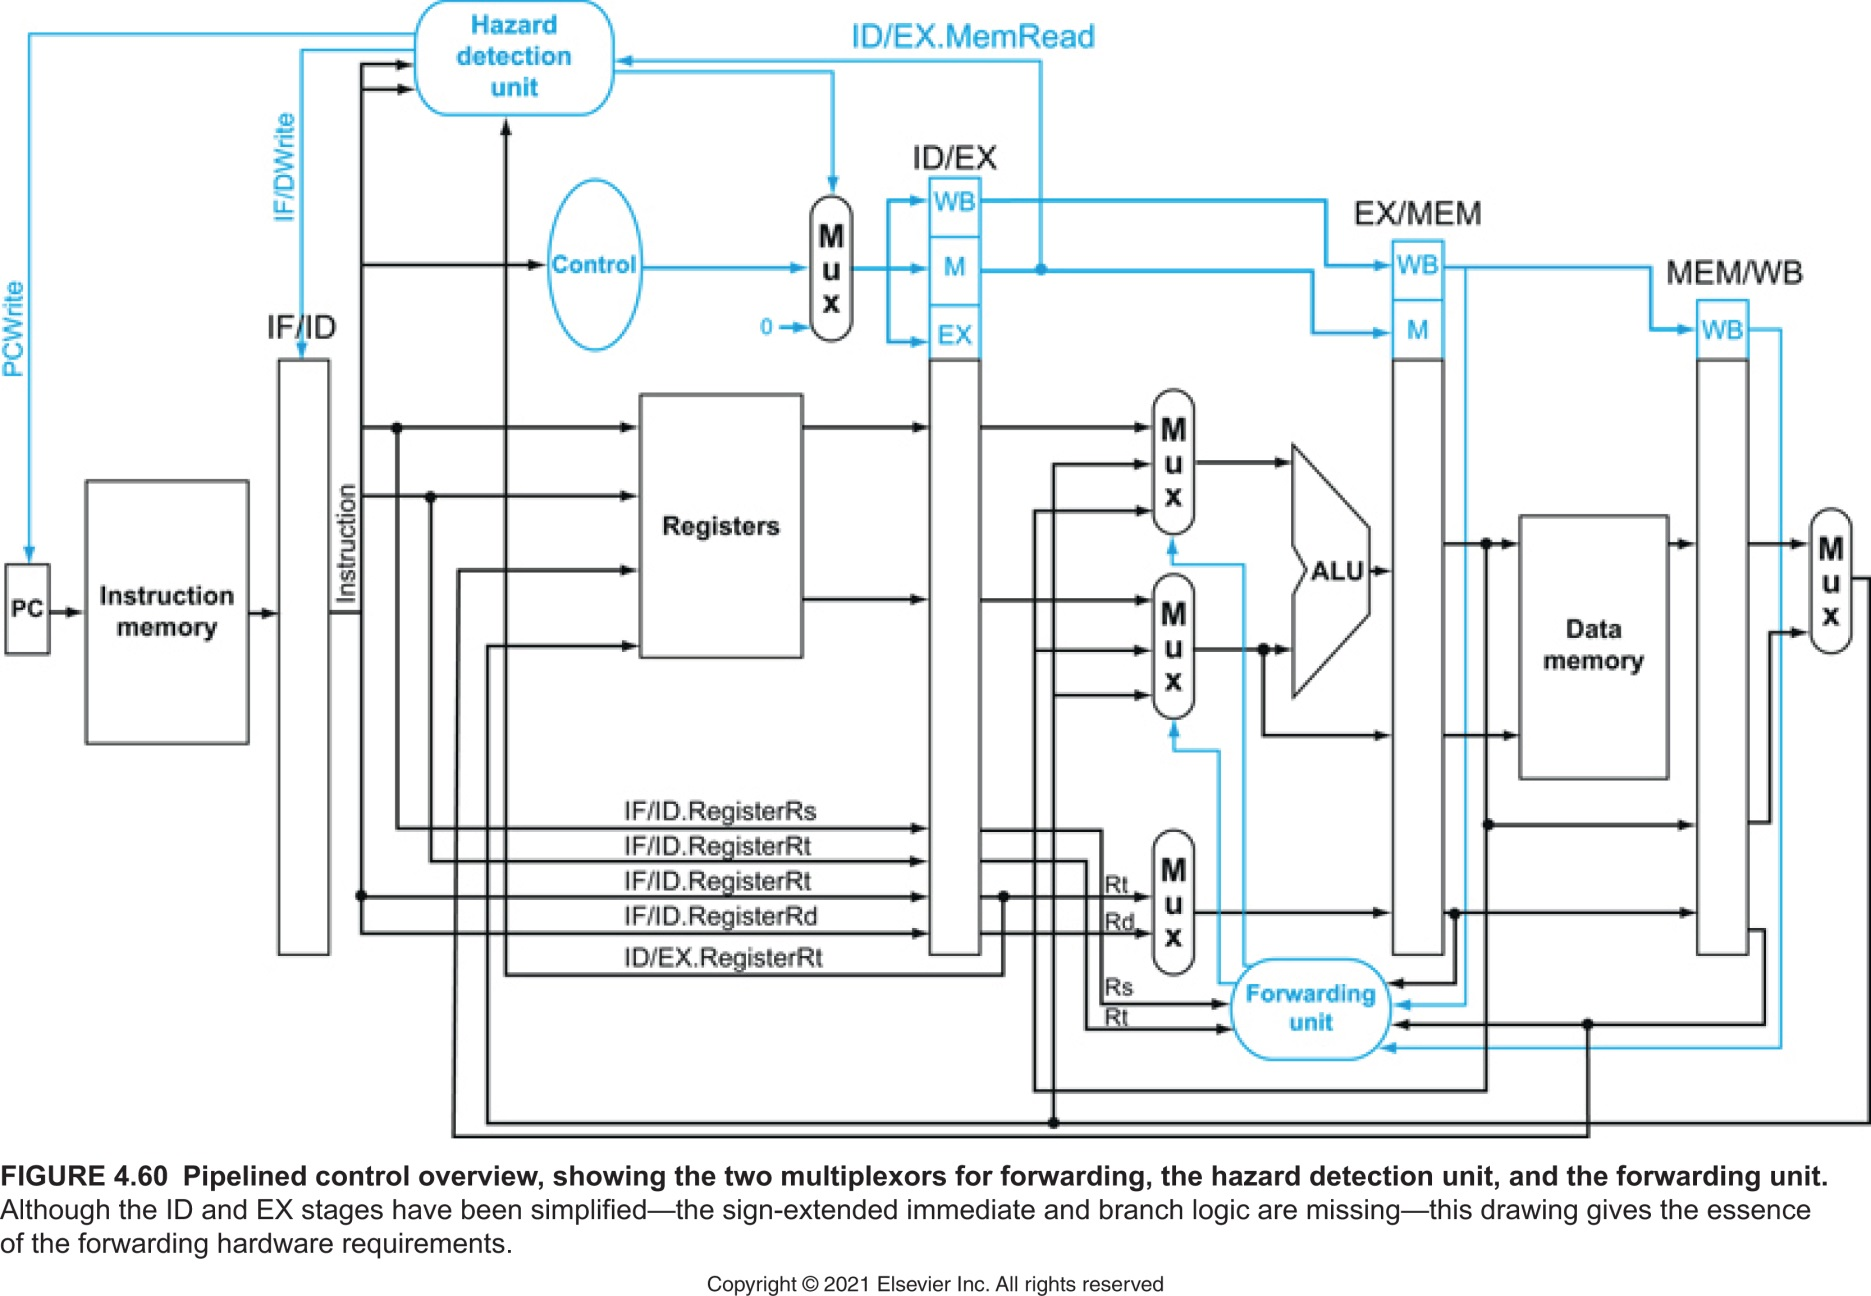 Hazard
detection
unit
ID/EX.MemRead
IF/DWrite
PCWrite
ID/EX
WB
M
EX
Control
0
M
u
x
EX/MEM
WB
M
MEM/WB
WB
IF/ID
PC
Instruction
memory
Instruction
Registers
M
u
x
M
u
x
ALU
Data
memory
M
u
x
IF/ID.RegisterRs
IF/ID.RegisterRt
IF/ID.RegisterRt
IF/ID.RegisterRd
ID/EX.RegisterRt
Rt
Rd
M
u
x
Rs
Rt
Forwarding
unit
FIGURE 4.60 Pipelined control overview, showing the two multiplexors for forwarding, the hazard detection unit, and the forwarding unit.
Although the ID and EX stages have been simplified—the sign-extended immediate and branch logic are missing—this drawing gives the essence
of the forwarding hardware requirements.
Copyright © 2021 Elsevier Inc. All rights reserved